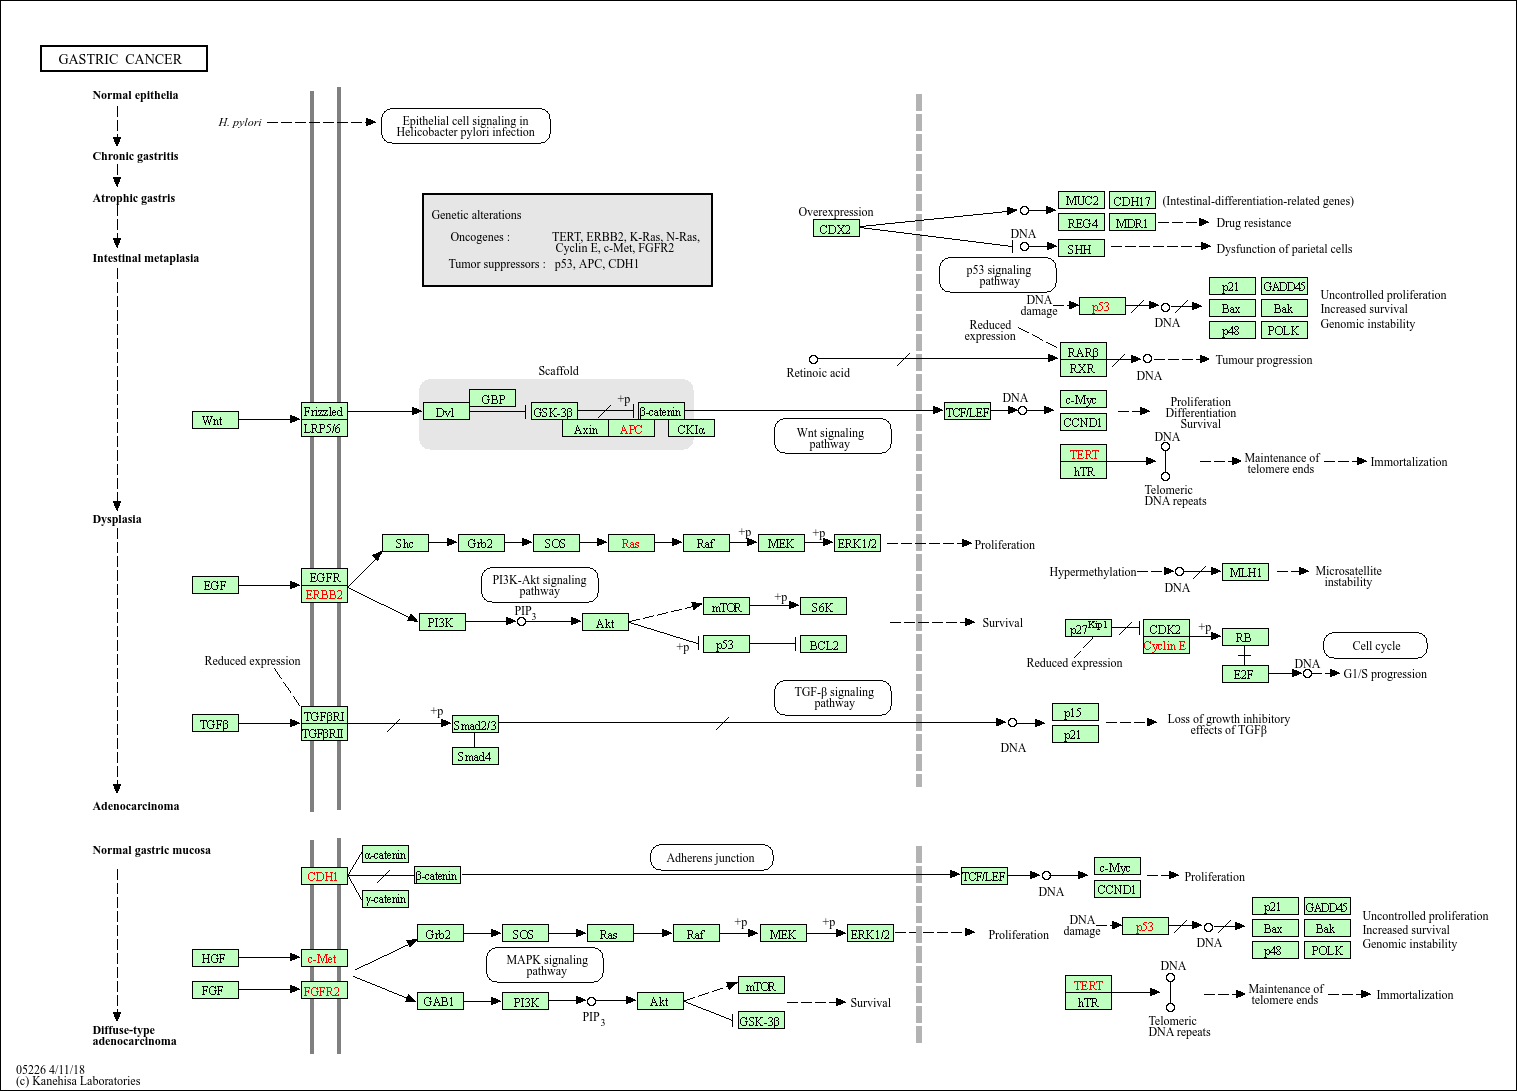 GASTRIC CANCER
Normal epithelia
H. pylori
Epithelial cell signaling in
Helicobacter pylori infection
Chronic gastritis
Atrophic gastris
Intestinal metaplasia
Dysplasia
Adenocarcinoma
Genetic alterations
Oncogenes : TERT, ERBB2, K-Ras, N-Ras,
Cyclin E, c-Met, FGFR2
Tumor suppressors : p53, APC, CDH1
Overexpression
CDX2
MUC2 CDH17 (Intestinal-differentiation-related genes)
REG4 MDR1 Drug resistance
DNA
SHH Dysfunction of parietal cells
p53 signaling
pathway
DNA
damage
p53
DNA
p21 GADD45
Bax Bak
p48 POLK
Uncontrolled proliferation
Increased survival
Genomic instability
Reduced
expression
Retinoic acid
RARβ
RXR
DNA
Tumour progression
Scaffold
Wnt
Frizzled
LRP5/6
Dvl
GBP
GSK-3β
+p
β-catenin
Axin APC CKIα
Wnt signaling
pathway
TCF/LEF
DNA
c-Myc
CCND1
Proliferation
Differentiation
Survival
TERT
hTR
DNA
Telomeric
DNA repeats
Maintenance of
telomere ends
Immortalization
EGF
EGFR
ERBB2
Shc Grb2 SOS Ras Raf +p MEK +p ERK1/2 Proliferation
PI3K-Akt signaling
pathway
PI3K
PIP3
Akt
mTOR +p S6K
+p p53 BCL2
Survival
Hypermethylation
DNA
MLH1
Microsatellite
instability
p27Kip1
Reduced expression
CDK2
Cyclin E
+p
RB
E2F
DNA
Cell cycle
G1/S progression
Reduced expression
TGFβ
TGFβRI
TGFβRII
+p
Smad2/3
Smad4
TGF-β signaling
pathway
DNA
p15
p21
Loss of growth inhibitory
effects of TGFβ
Normal gastric mucosa
Diffuse-type
adenocarcinoma
CDH1
α-catenin
β-catenin
γ-catenin
Adherens junction
TCF/LEF
DNA
c-Myc
CCND1
Proliferation
HGF
c-Met
FGF
FGFR2
Grb2 SOS Ras Raf +p MEK +p ERK1/2 Proliferation
MAPK signaling
pathway
GAB1 PI3K
PIP3
Akt
mTOR
GSK-3β
Survival
DNA
damage
p53
DNA
p21 GADD45
Bax Bak
p48 POLK
Uncontrolled proliferation
Increased survival
Genomic instability
TERT
hTR
DNA
Telomeric
DNA repeats
Maintenance of
telomere ends
Immortalization
05226 4/11/18
(c) Kanehisa Laboratories